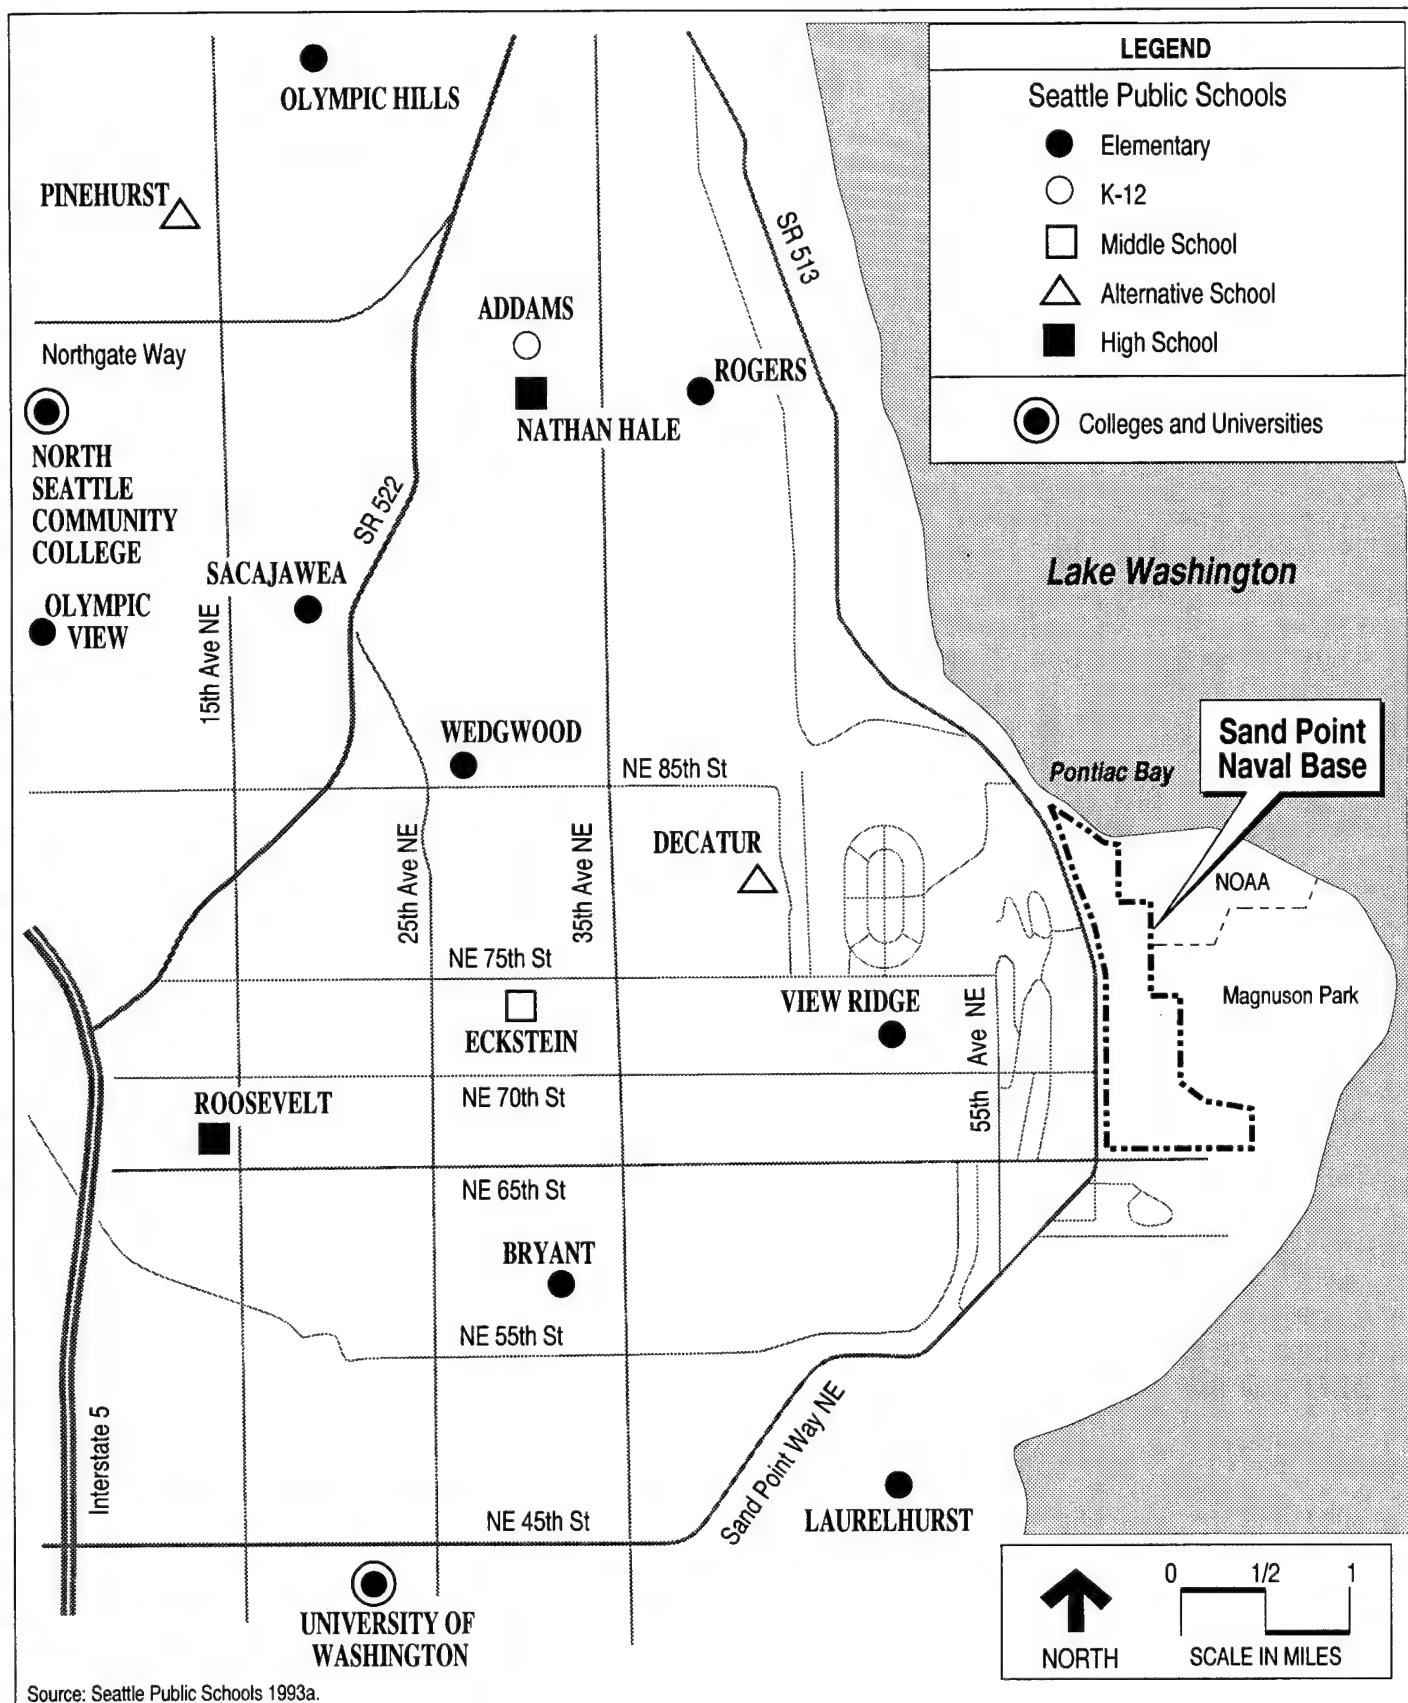 LEGEND
Seattle Public Schools
Elementary
K-12
Middle School
Alternative School
High School
Colleges and Universities
OLYMPIC HILLS
PINEHURST
SR 513
ADDAMS
Northgate Way
ROGERS
NATHAN HALE
NORTH
SEATTLE
COMMUNITY
COLLEGE
SR 522
SACAJAWEA
Lake Washington
OLYMPIC
VIEW
15th Ave NE
WEDGWOOD
Sand Point
Naval Base
NE 85th St
Pontiac Bay
DECATUR
25th Ave NE
35th Ave NE
NOAA
NE 75th St
VIEW RIDGE
Magnuson Park
ECKSTEIN
55th Ave NE
NE 70th St
ROOSEVELT
NE 65th St
BRYANT
NE 55th St
Interstate 5
Sand Point Way NE
NE 45th St
LAURELHURST
UNIVERSITY OF
WASHINGTON
0 1/2 1
NORTH
SCALE IN MILES
Source: Seattle Public Schools 1993a.